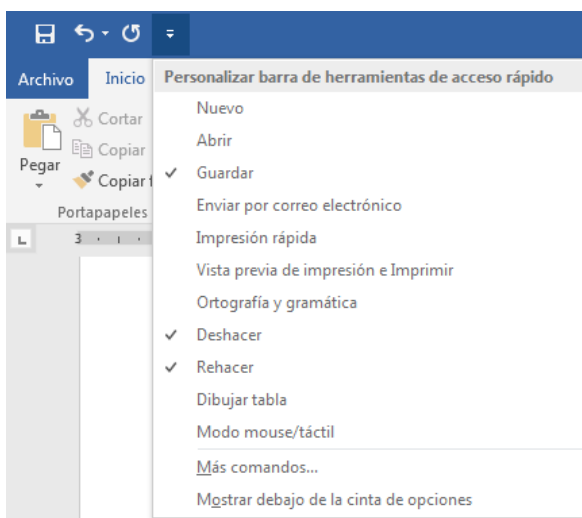 Archivo
Inicio
Personalizar barra de herramientas de acceso rápido
Nuevo
Abrir
Guardar
Enviar por correo electrónico
Impresión rápida
Vista previa de impresión e Imprimir
Ortografía y gramática
Deshacer
Rehacer
Dibujar tabla
Modo mouse/táctil
Más comandos...
Mostrar debajo de la cinta de opciones
Cortar
Copiar
Pegar
Copiar f
Portapapeles
3